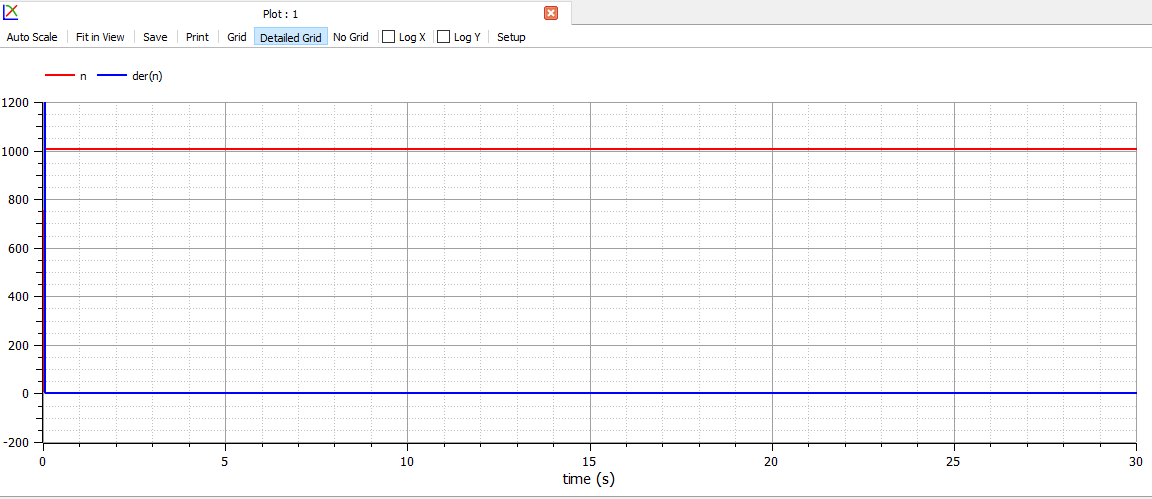 Plot : 1
Auto Scale Fit in View Save Print Grid Detailed Grid No Grid Log X Log Y Setup
n der(n)
1200
1000
800
600
400
200
0
-200
0 5 10 15 20 25 30
time (s)